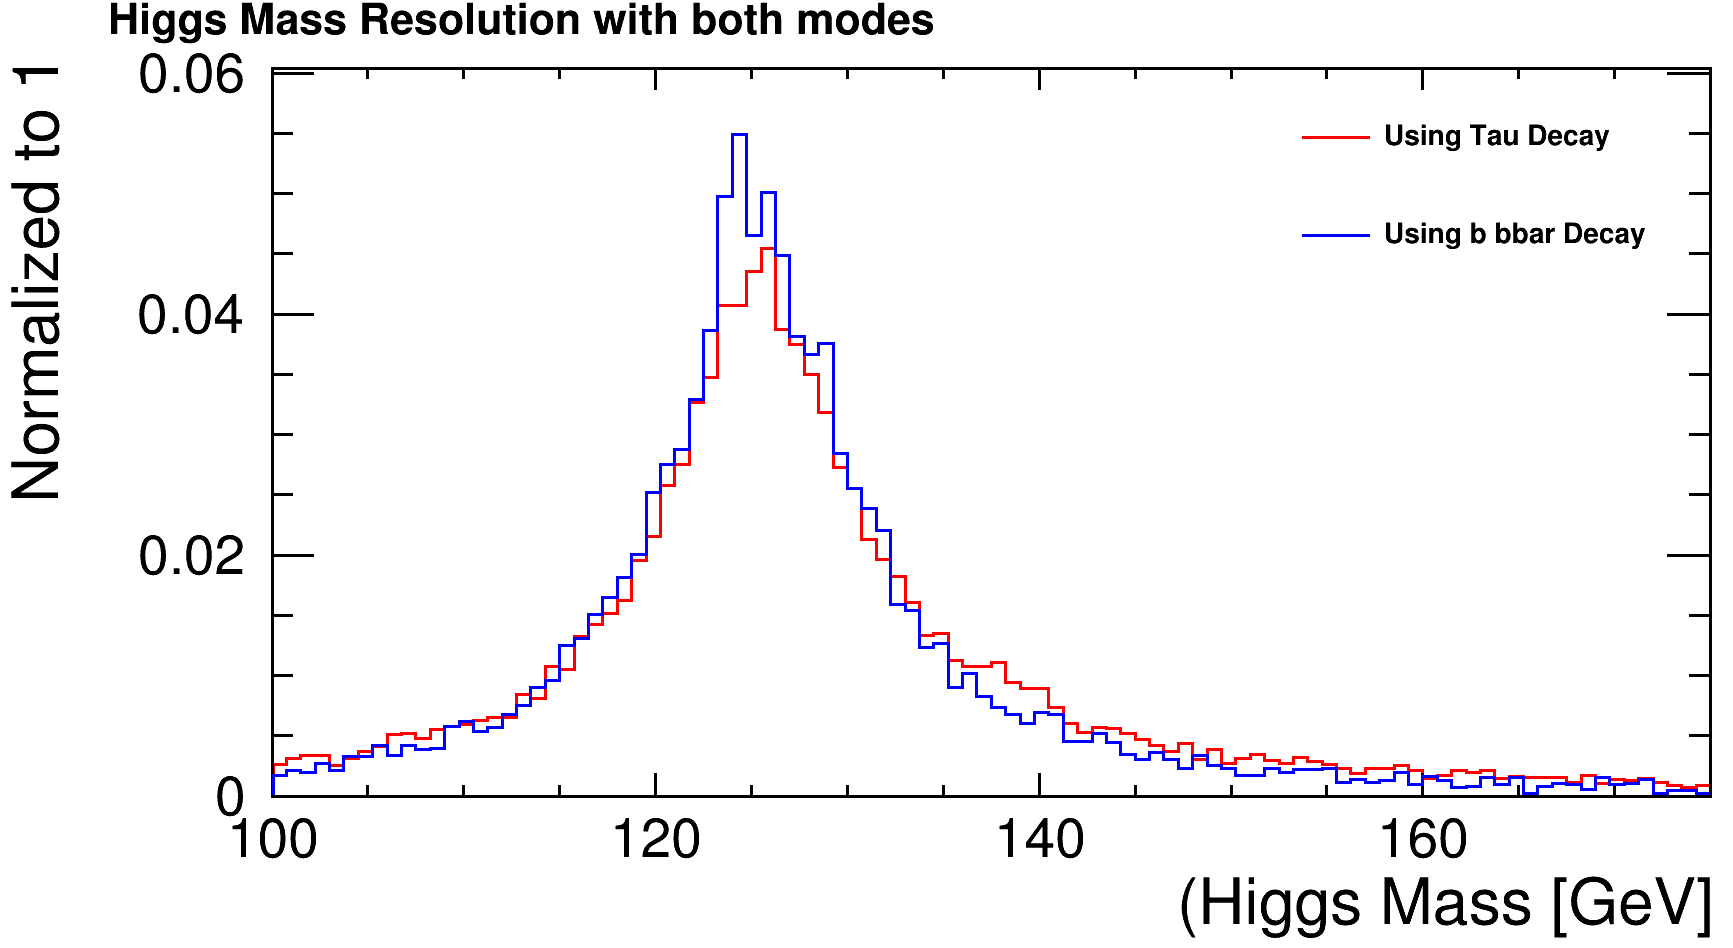 Higgs Mass Resolution with both modes
Normalized to 1
0.06
0.04
0.02
0
Using Tau Decay
Using b bbar Decay
100
120
140
160
(Higgs Mass [GeV]